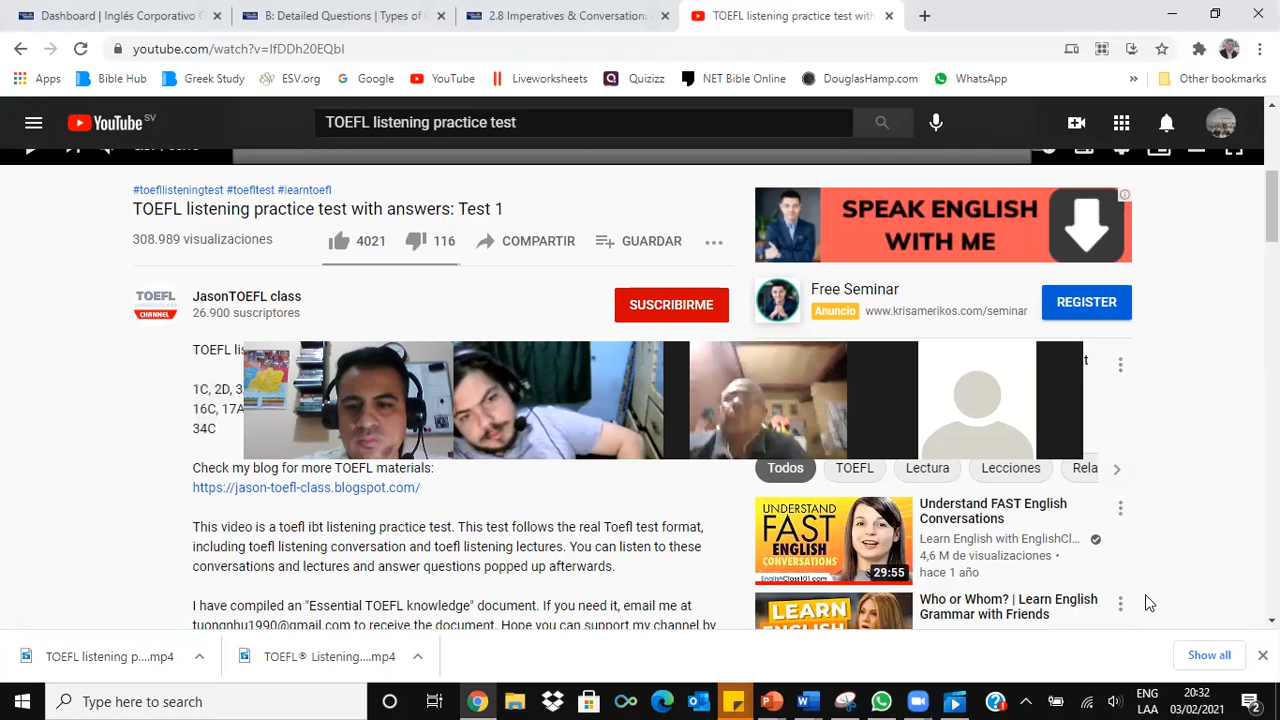 Dashboard | Inglés Corporativo C
B: Detailed Questions | Types of C
2.8 Imperatives & Conversationa
TOEFL listening practice test with
youtube.com/watch?v=IfDDh20EQbI
Apps
Bible Hub
Greek Study
ESV.org
Google
YouTube
Liveworksheets
Quizizz
NET Bible Online
DouglasHamp.com
WhatsApp
Other bookmarks
YouTube SV
TOEFL listening practice test
#toefllisteningtest #toefltest #learntoefl
TOEFL listening practice test with answers: Test 1
308.989 visualizaciones
4021
116
COMPARTIR
GUARDAR
TOEFL CHANNEL
JasonTOEFL class
26.900 suscriptores
SUSCRIBIRME
TOEFL lis
1C, 2D, 3
16C, 17A
34C
Check my blog for more TOEFL materials:
https://jason-toefl-class.blogspot.com/
This video is a toefl ibt listening practice test. This test follows the real Toefl test format,
including toefl listening conversation and toefl listening lectures. You can listen to these
conversations and lectures and answer questions popped up afterwards.
I have compiled an "Essential TOEFL knowledge" document. If you need it, email me at
tuongnhu1990@gmail.com to receive the document. Hope you can support my channel by
SPEAK ENGLISH
WITH ME
Free Seminar
Anuncio www.krisamerikos.com/seminar
REGISTER
Todos
TOEFL
Lectura
Lecciones
Rela
UNDERSTAND
FAST
ENGLISH
CONVERSATIONS
EnglishClass101.com
29:55
Understand FAST English
Conversations
Learn English with EnglishCl...
4,6 M de visualizaciones •
hace 1 año
LEARN
Who or Whom? | Learn English
Grammar with Friends
TOEFL listening p....mp4
TOEFL® Listening....mp4
Show all
Type here to search
ENG
LAA
20:32
03/02/2021
2